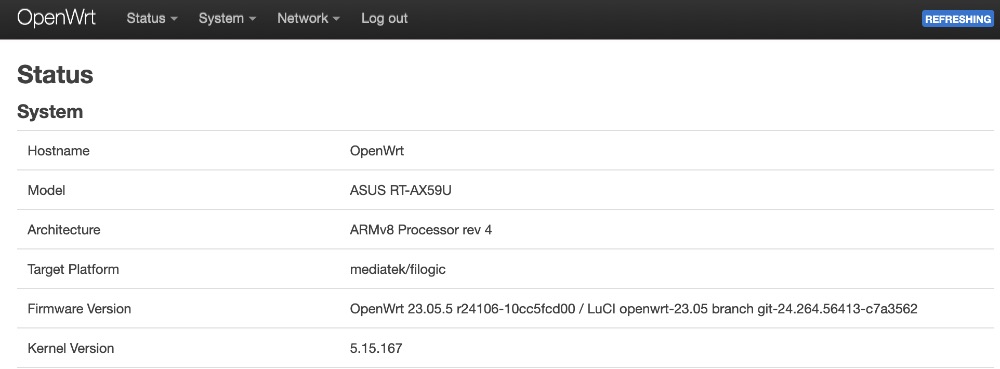 OpenWrt Status System Network Log out REFRESHING
Status
System
Hostname OpenWrt
Model ASUS RT-AX59U
Architecture ARMv8 Processor rev 4
Target Platform mediatek/filogic
Firmware Version OpenWrt 23.05.5 r24106-10cc5fcd00 / LuCI openwrt-23.05 branch git-24.264.56413-c7a3562
Kernel Version 5.15.167